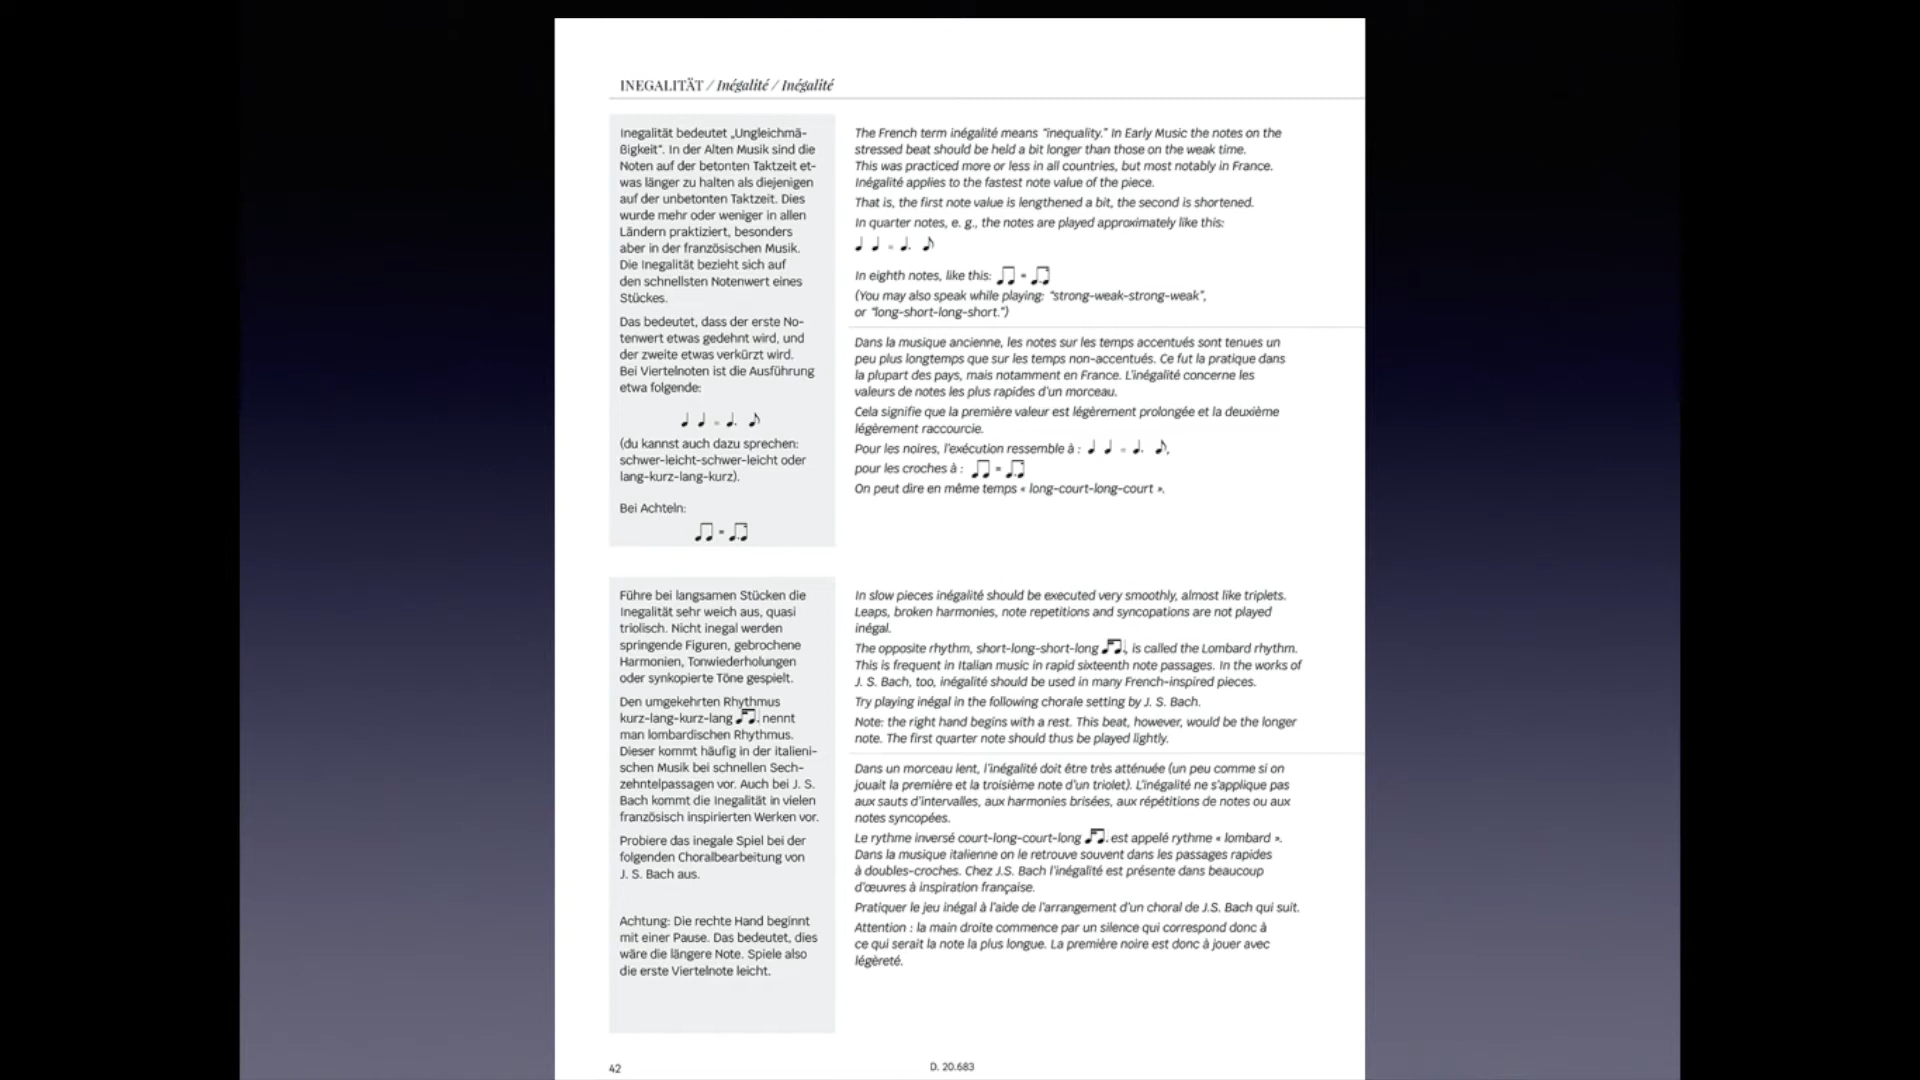 INEGALITÄT / Inégalité / Inégalité
Inegalität bedeutet „Ungleichmä-
ßigkeit“. In der Alten Musik sind die
Noten auf der betonten Taktzeit et-
was länger zu halten als diejenigen
auf der unbetonten Taktzeit. Dies
wurde mehr oder weniger in allen
Ländern praktiziert, besonders
aber in der französischen Musik.
Die Inegalität bezieht sich auf
den schnellsten Notenwert eines
Stückes.
Das bedeutet, dass der erste No-
tenwert etwas gedehnt wird, und
der zweite etwas verkürzt wird.
Bei Viertelnoten ist die Ausführung
etwa folgende:
(du kannst auch dazu sprechen:
schwer-leicht-schwer-leicht oder
lang-kurz-lang-kurz).
Bei Achteln:
The French term inégalité means “inequality.” In Early Music the notes on the
stressed beat should be held a bit longer than those on the weak time.
This was practiced more or less in all countries, but most notably in France.
Inégalité applies to the fastest note value of the piece.
That is, the first note value is lengthened a bit, the second is shortened.
In quarter notes, e. g., the notes are played approximately like this:
In eighth notes, like this:
(You may also speak while playing: “strong-weak-strong-weak”,
or “long-short-long-short.”)
Dans la musique ancienne, les notes sur les temps accentués sont tenues un
peu plus longtemps que sur les temps non-accentués. Ce fut la pratique dans
la plupart des pays, mais notamment en France. L’inégalité concerne les
valeurs de notes les plus rapides d’un morceau.
Cela signifie que la première valeur est légèrement prolongée et la deuxième
légèrement raccourcie.
Pour les noires, l’exécution ressemble à :
pour les croches à :
On peut dire en même temps « long-court-long-court ».
Führe bei langsamen Stücken die
Inegalität sehr weich aus, quasi
triolisch. Nicht inegal werden
springende Figuren, gebrochene
Harmonien, Tonwiederholungen
oder synkopierte Töne gespielt.
Den umgekehrten Rhythmus
kurz-lang-kurz-lang nennt
man lombardischen Rhythmus.
Dieser kommt häufig in der italieni-
schen Musik bei schnellen Sech-
zehntelpassagen vor. Auch bei J. S.
Bach kommt die Inegalität in vielen
französisch inspirierten Werken vor.
Probiere das inegale Spiel bei der
folgenden Choralbearbeitung von
J. S. Bach aus.
Achtung: Die rechte Hand beginnt
mit einer Pause. Das bedeutet, dies
wäre die längere Note. Spiele also
die erste Viertelnote leicht.
In slow pieces inégalité should be executed very smoothly, almost like triplets.
Leaps, broken harmonies, note repetitions and syncopations are not played
inégal.
The opposite rhythm, short-long-short-long , is called the Lombard rhythm.
This is frequent in Italian music in rapid sixteenth note passages. In the works of
J. S. Bach, too, inégalité should be used in many French-inspired pieces.
Try playing inégal in the following chorale setting by J. S. Bach.
Note: the right hand begins with a rest. This beat, however, would be the longer
note. The first quarter note should thus be played lightly.
Dans un morceau lent, l’inégalité doit être très atténuée (un peu comme si on
jouait la première et la troisième note d’un triolet). L’inégalité ne s’applique pas
aux sauts d’intervalles, aux harmonies brisées, aux répétitions de notes ou aux
notes syncopées.
Le rythme inversé court-long-court-long est appelé rythme « lombard ».
Dans la musique italienne on le retrouve souvent dans les passages rapides
à doubles-croches. Chez J.S. Bach l’inégalité est présente dans beaucoup
d’œuvres à inspiration française.
Pratiquer le jeu inégal à l’aide de l’arrangement d’un choral de J.S. Bach qui suit.
Attention : la main droite commence par un silence qui correspond donc à
ce qui serait la note la plus longue. La première noire est donc à jouer avec
légèreté.
42
D. 20.683